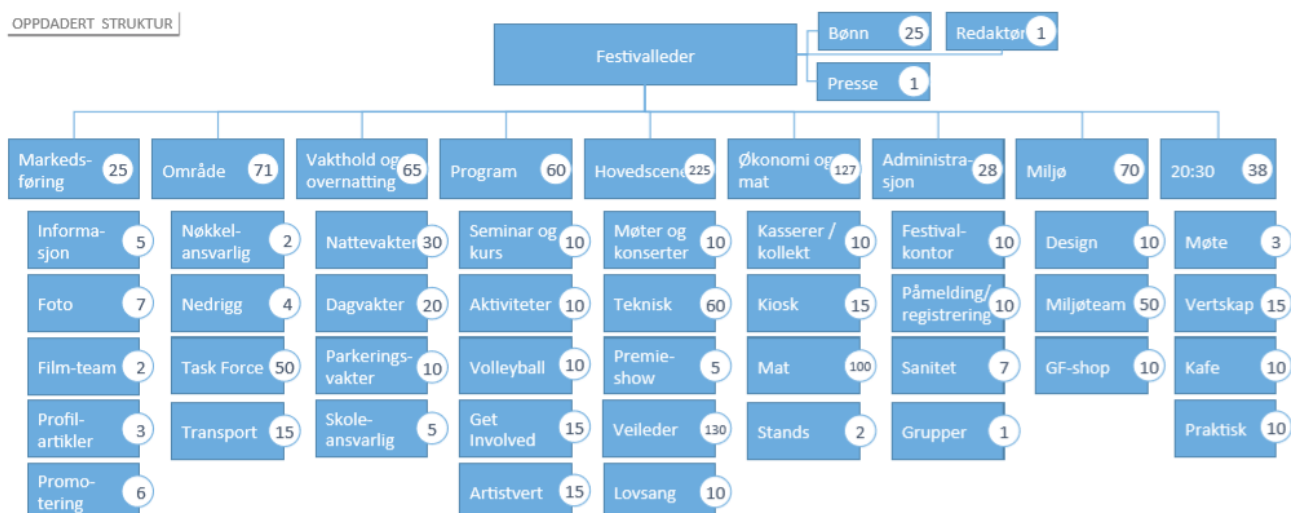 OPPDADERT STRUKTUR
Festivalleder
Bønn 25
Redaktør 1
Presse 1
Markeds-
føring 25
Område 71
Vakthold og
overnatting 65
Program 60
Hovedscene 225
Økonomi og
mat 127
Administra-
sjon 28
Miljø 70
20:30 38
Informa-
sjon 5
Foto 7
Film-team 2
Profil-
artikler 3
Promo-
tering 6
Nøkkel-
ansvarlig 2
Nedrigg 4
Task Force 50
Transport 15
Nattevakter 30
Dagvakter 20
Parkerings-
vakter 10
Skole-
ansvarlig 5
Seminar og
kurs 10
Aktiviteter 10
Volleyball 10
Get
Involved 15
Artistvert 15
Møter og
konserter 10
Teknisk 60
Premie-
show 5
Veileder 130
Lovsang 10
Kasserer /
kollekt 10
Kiosk 15
Mat 100
Stands 2
Festival-
kontor 10
Påmelding/
registrering 10
Sanitet 7
Grupper 1
Design 10
Miljøteam 50
GF-shop 10
Møte 3
Vertskap 15
Kafe 10
Praktisk 10